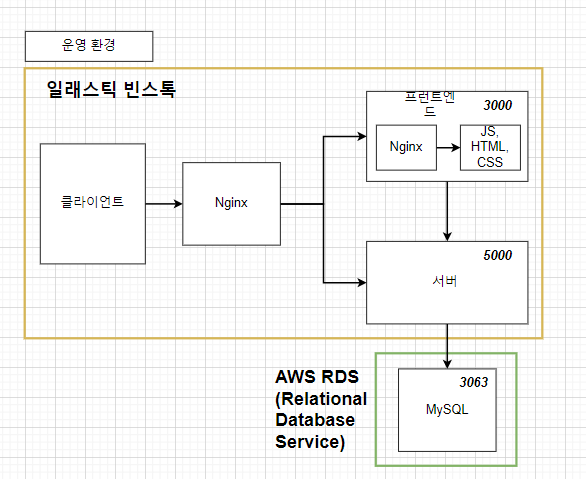 운영 환경
일래스틱 빈스톡
클라이언트
Nginx
프런트엔
드
3000
Nginx
JS,
HTML,
CSS
5000
서버
AWS RDS
(Relational
Database
Service)
3063
MySQL